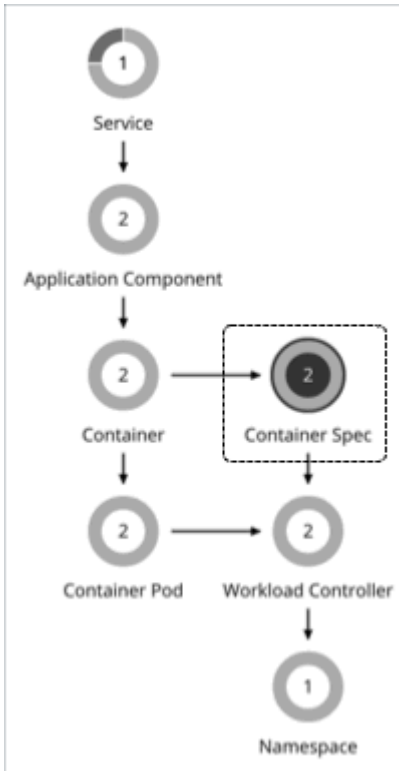 1
Service
2
Application Component
2
2
Container
Container Spec
2
2
Container Pod
Workload Controller
1
Namespace